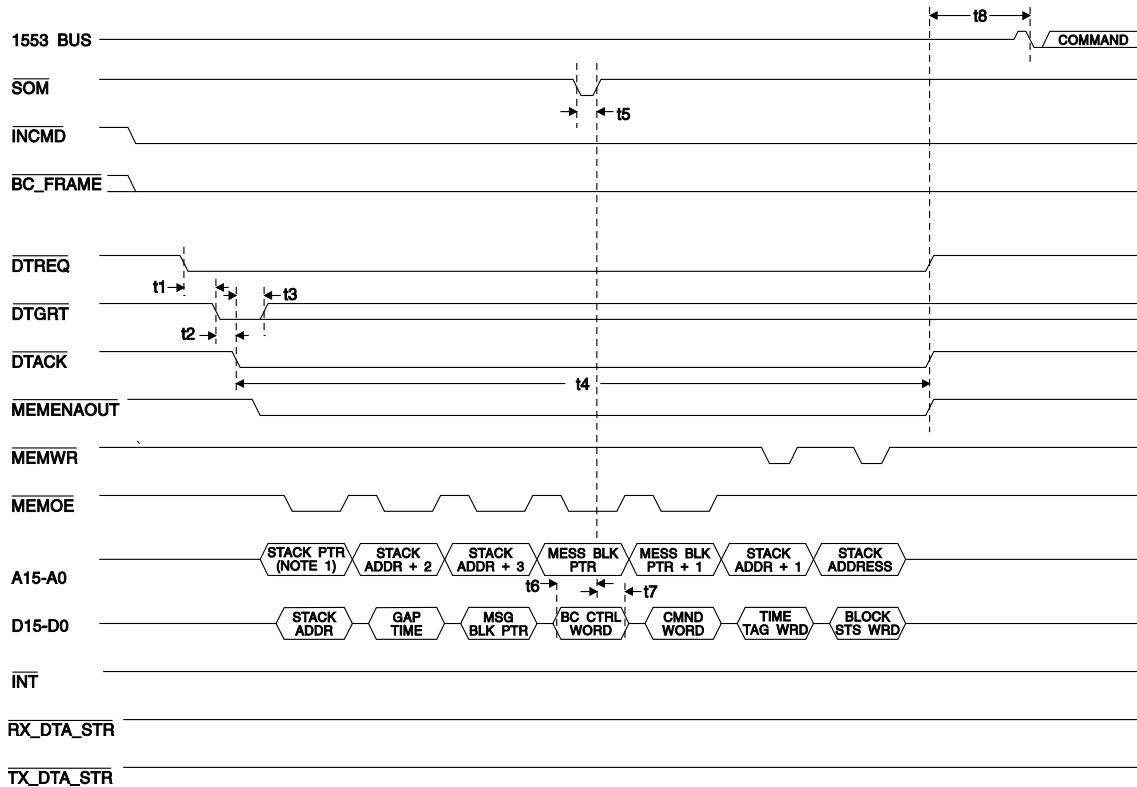 t8
1553 BUS
COMMAND
SOM
t5
INCMD
BC_FRAME
DTREQ
t1
t3
DTGRT
t2
DTACK
t4
MEMENAOUT
MEMWR
MEMOE
A15-A0
STACK PTR
(NOTE 1)
STACK
ADDR + 2
STACK
ADDR + 3
MESS BLK
PTR
MESS BLK
PTR + 1
STACK
ADDR + 1
STACK
ADDRESS
t6
t7
D15-D0
STACK
ADDR
GAP
TIME
MSG
BLK PTR
BC CTRL
WORD
CMND
WORD
TIME
TAG WRD
BLOCK
STS WRD
INT
RX_DTA_STR
TX_DTA_STR